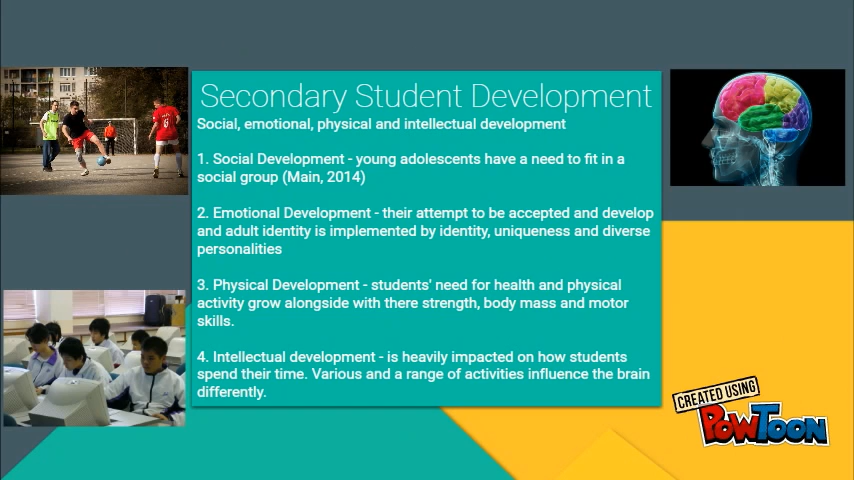 Secondary Student Development
Social, emotional, physical and intellectual development
1. Social Development - young adolescents have a need to fit in a
social group (Main, 2014)
2. Emotional Development - their attempt to be accepted and develop
and adult identity is implemented by identity, uniqueness and diverse
personalities
3. Physical Development - students' need for health and physical
activity grow alongside with there strength, body mass and motor
skills.
4. Intellectual development - is heavily impacted on how students
spend their time. Various and a range of activities influence the brain
differently.
CREATED USING
POWTOON